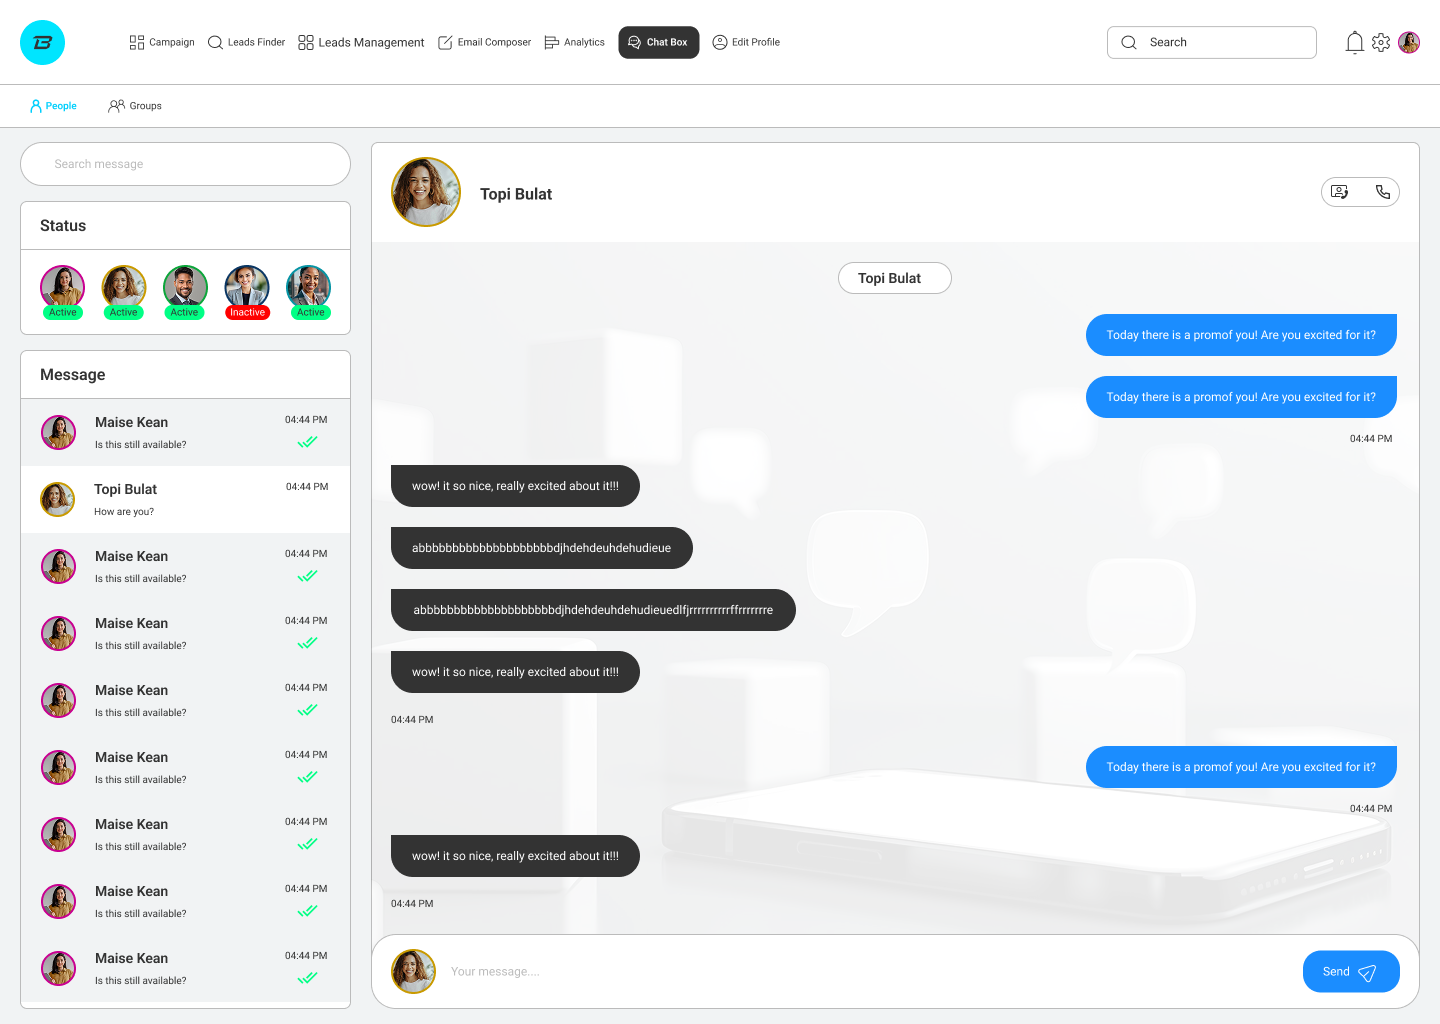 B
Campaign
Leads Finder
Leads Management
Email Composer
Analytics
Chat Box
Edit Profile
Search
People
Groups
Search message
Status
Active
Active
Active
Inactive
Active
Message
Maise Kean
04:44 PM
Is this still available?
Topi Bulat
04:44 PM
How are you?
Maise Kean
04:44 PM
Is this still available?
Maise Kean
04:44 PM
Is this still available?
Maise Kean
04:44 PM
Is this still available?
Maise Kean
04:44 PM
Is this still available?
Maise Kean
04:44 PM
Is this still available?
Maise Kean
04:44 PM
Is this still available?
Maise Kean
04:44 PM
Is this still available?
Topi Bulat
Topi Bulat
Today there is a promof you! Are you excited for it?
Today there is a promof you! Are you excited for it?
04:44 PM
wow! it so nice, really excited about it!!!
abbbbbbbbbbbbbbbbbbbbdjhdehdeuhdehudieue
abbbbbbbbbbbbbbbbbbbbdjhdehdeuhdehudieuedlfjrrrrrrrrrrffrrrrrrre
wow! it so nice, really excited about it!!!
04:44 PM
Today there is a promof you! Are you excited for it?
04:44 PM
wow! it so nice, really excited about it!!!
04:44 PM
Your message....
Send